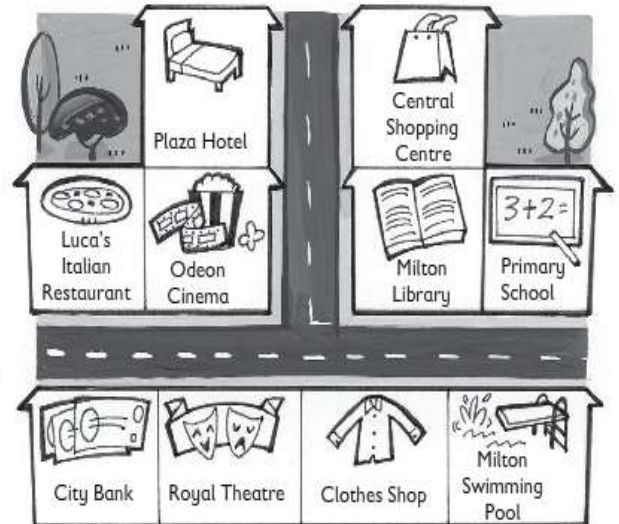 Plaza Hotel
Central
Shopping
Centre
Luca's
Italian
Restaurant
Odeon
Cinema
Milton
Library
3+2=
Primary
School
City Bank
Royal Theatre
Clothes Shop
Milton
Swimming
Pool